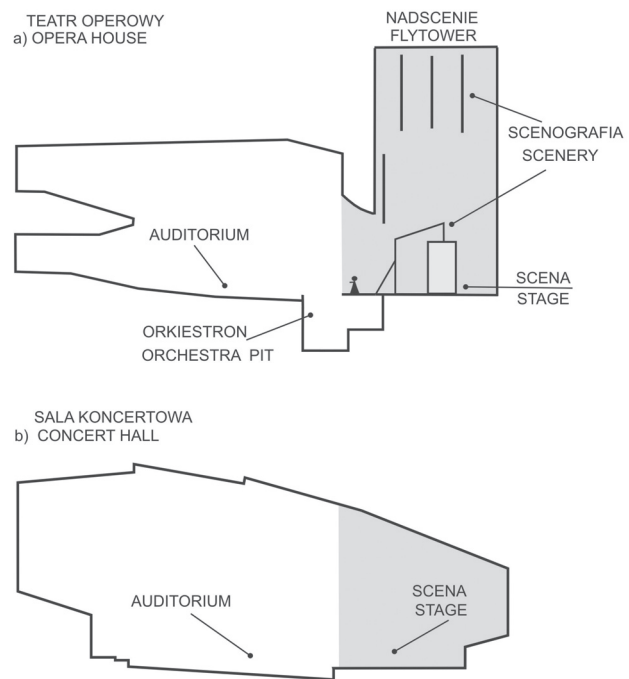 TEATR OPEROWY
a) OPERA HOUSE
NADSCENIE
FLYTOWER
SCENOGRAFIA
SCENERY
AUDITORIUM
SCENA
STAGE
ORKIESTRON
ORCHESTRA PIT
SALA KONCERTOWA
b) CONCERT HALL
AUDITORIUM
SCENA
STAGE